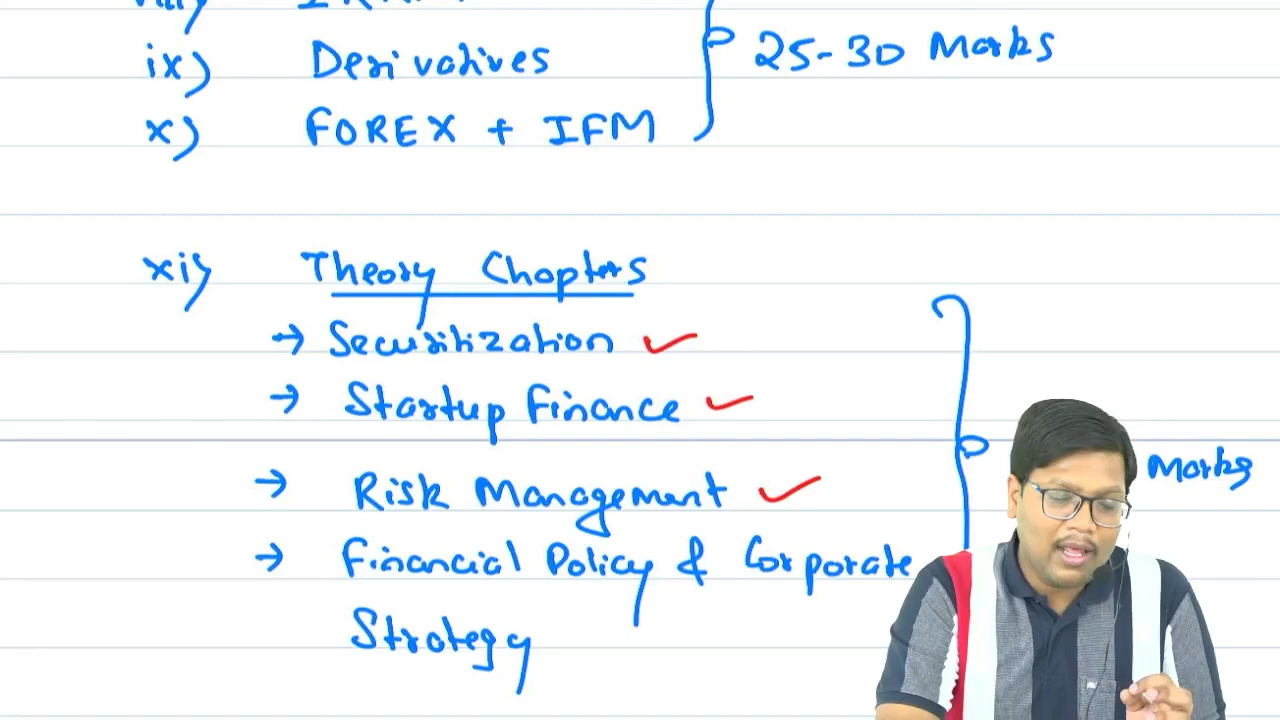 ix) Derivatives
25-30 Marks
x) FOREX + IFM
xi) Theory Chapters
→ Securitization ✓
→ Startup Finance ✓
→ Risk Management ✓
Marks
→ Financial Policy & Corporate
Strategy